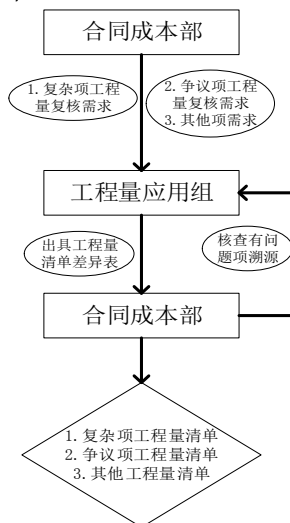 合同成本部
1.复杂项工程
量复核需求
2.争议项工程
量复核需求
3.其他项需求
工程量应用组
出具工程量
清单差异表
核查有问
题项溯源
合同成本部
1.复杂项工程量清单
2.争议项工程量清单
3.其他工程量清单